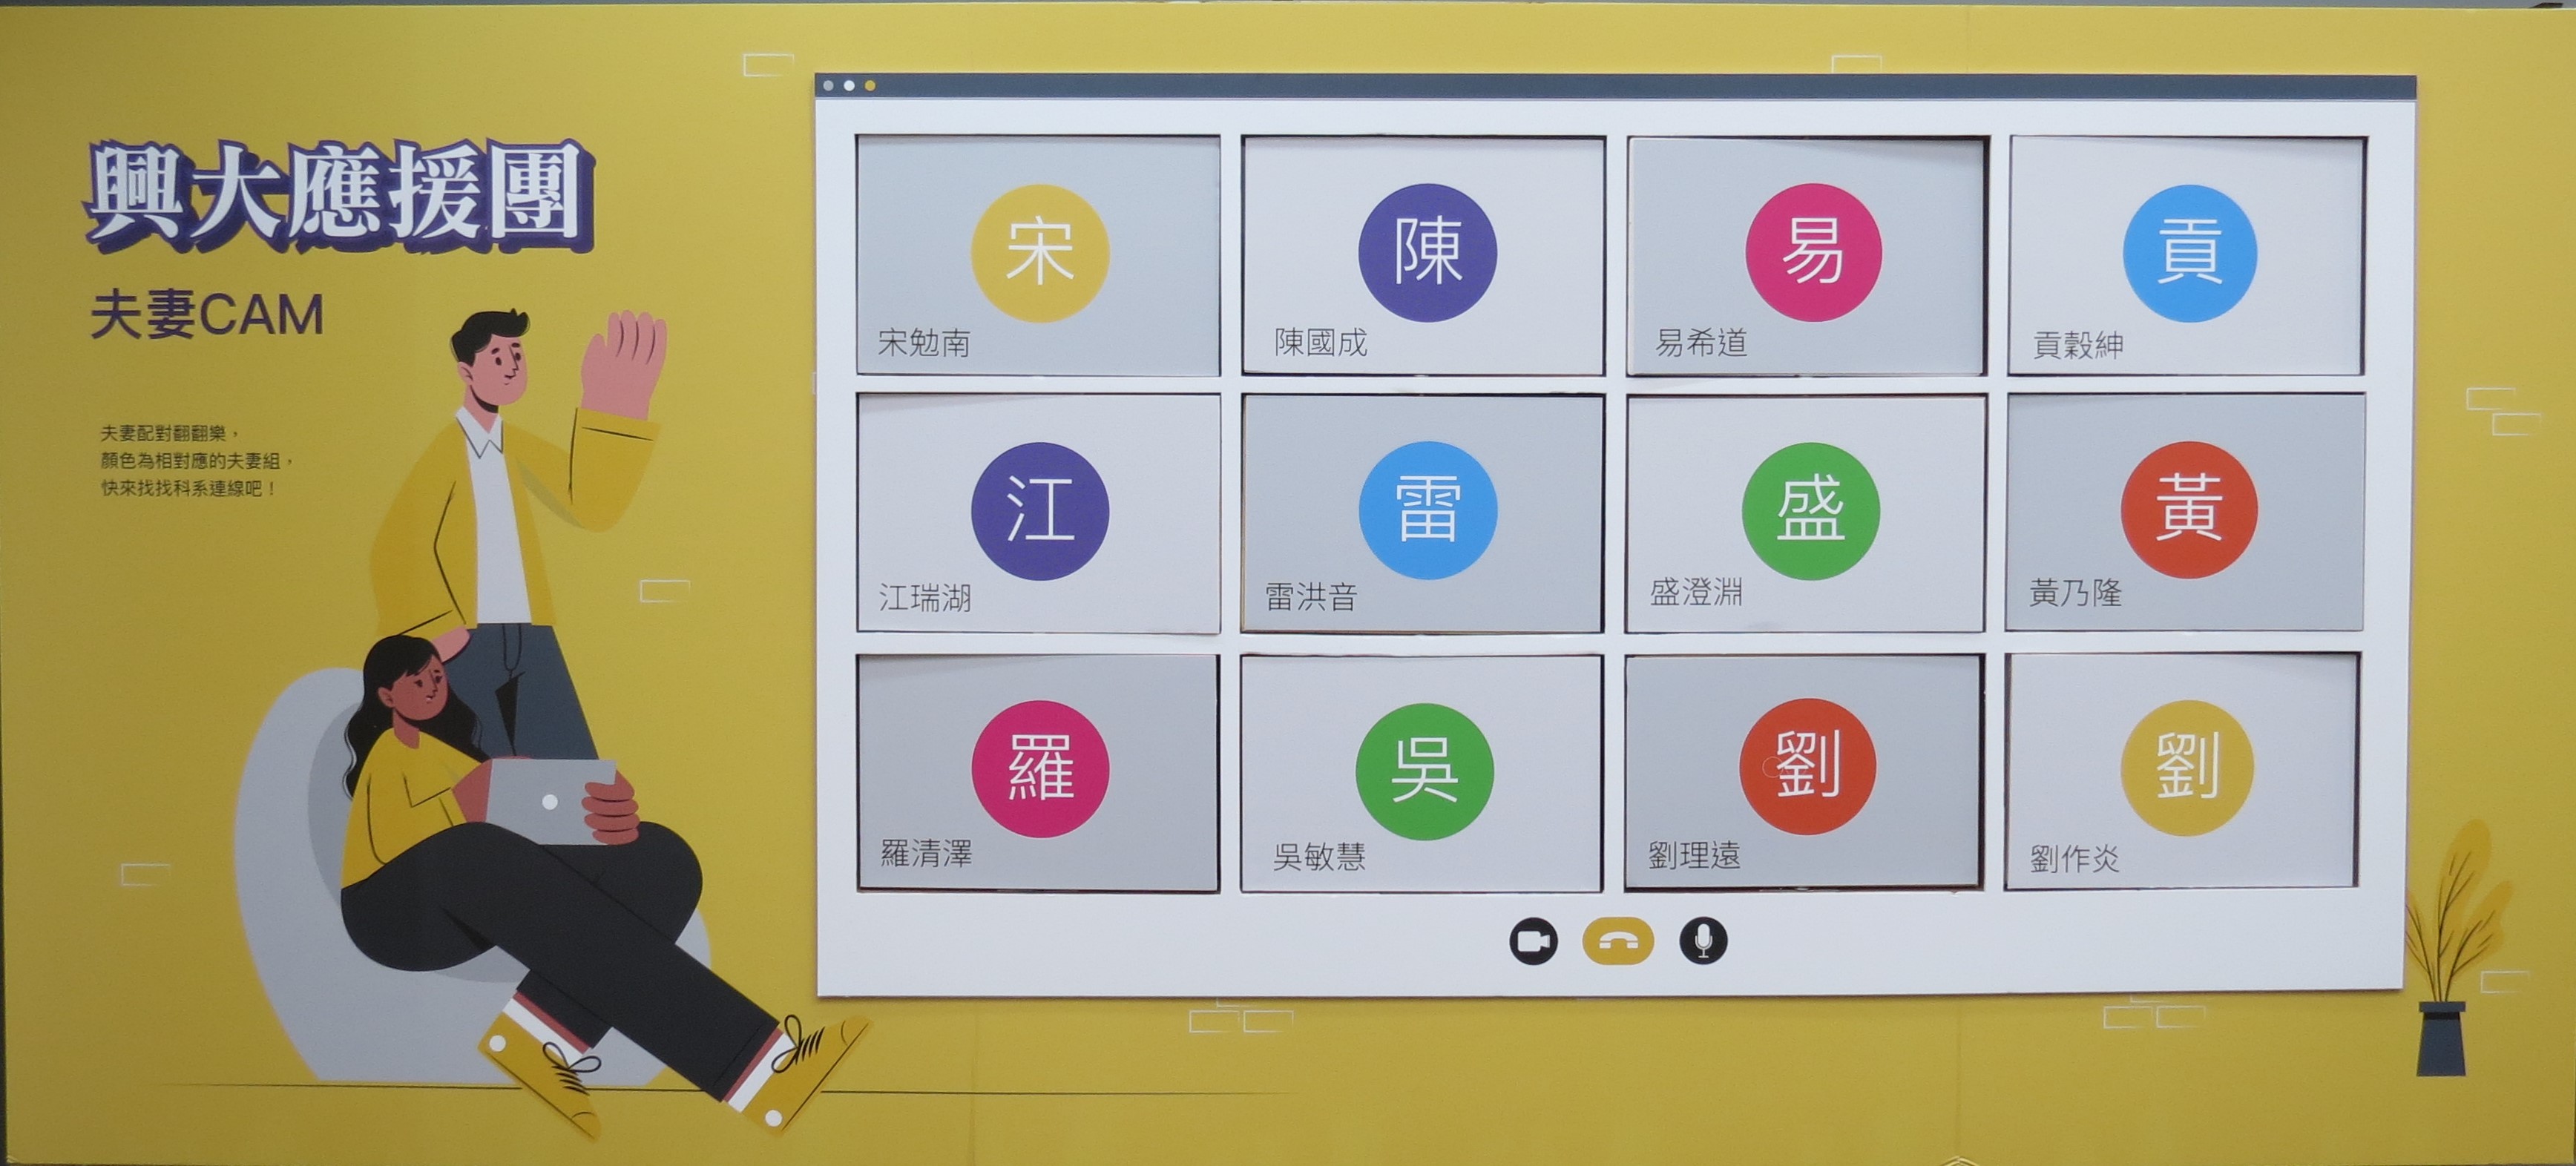 興大應援團
夫妻CAM
夫妻配對翻翻樂，
顏色為相對應的夫妻組，
快來找找科系連線吧！
宋
宋勉南
陳
陳國成
易
易希道
貢
貢穀紳
江
江瑞湖
雷
雷洪音
盛
盛澄淵
黃
黃乃隆
羅
羅清澤
吳
吳敏慧
劉
劉理遠
劉
劉作炎